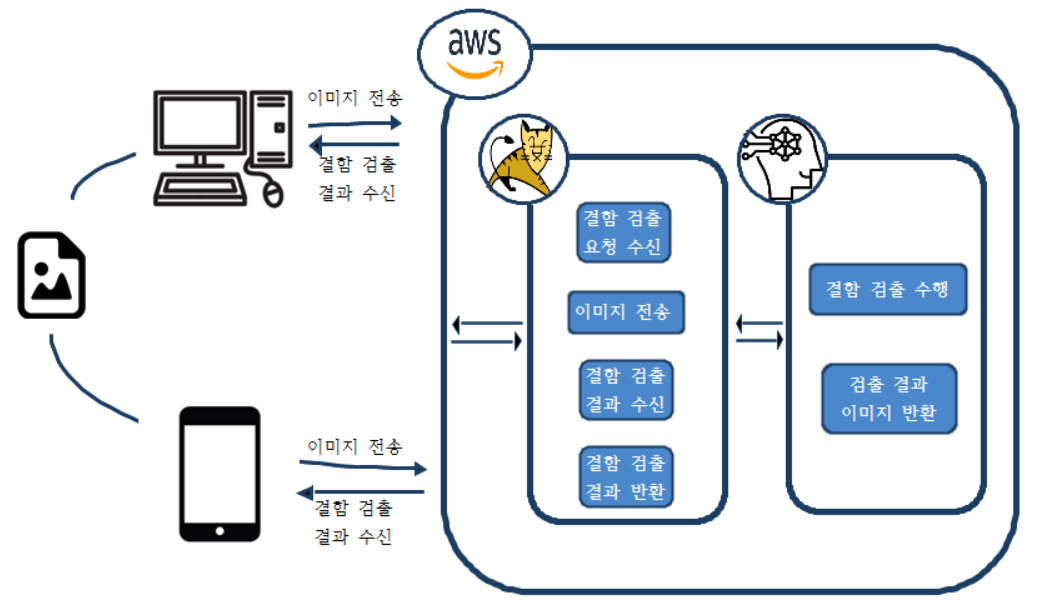 aws
이미지 전송
결함 검출
결과 수신
결함 검출
요청 수신
이미지 전송
결함 검출
결과 수신
결함 검출
결과 반환
결함 검출 수행
검출 결과
이미지 반환
이미지 전송
결함 검출
결과 수신